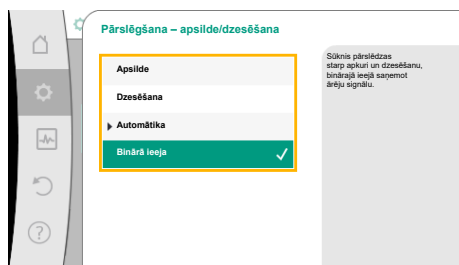 Pārslēgšana – apsilde/dzesēšana
Apsilde
Dzesēšana
Automātika
Binārā ieeja
Sūknis pārslēdzas
starp apkuri un dzesēšanu,
binārajā ieejā saņemot
ārēju signālu.